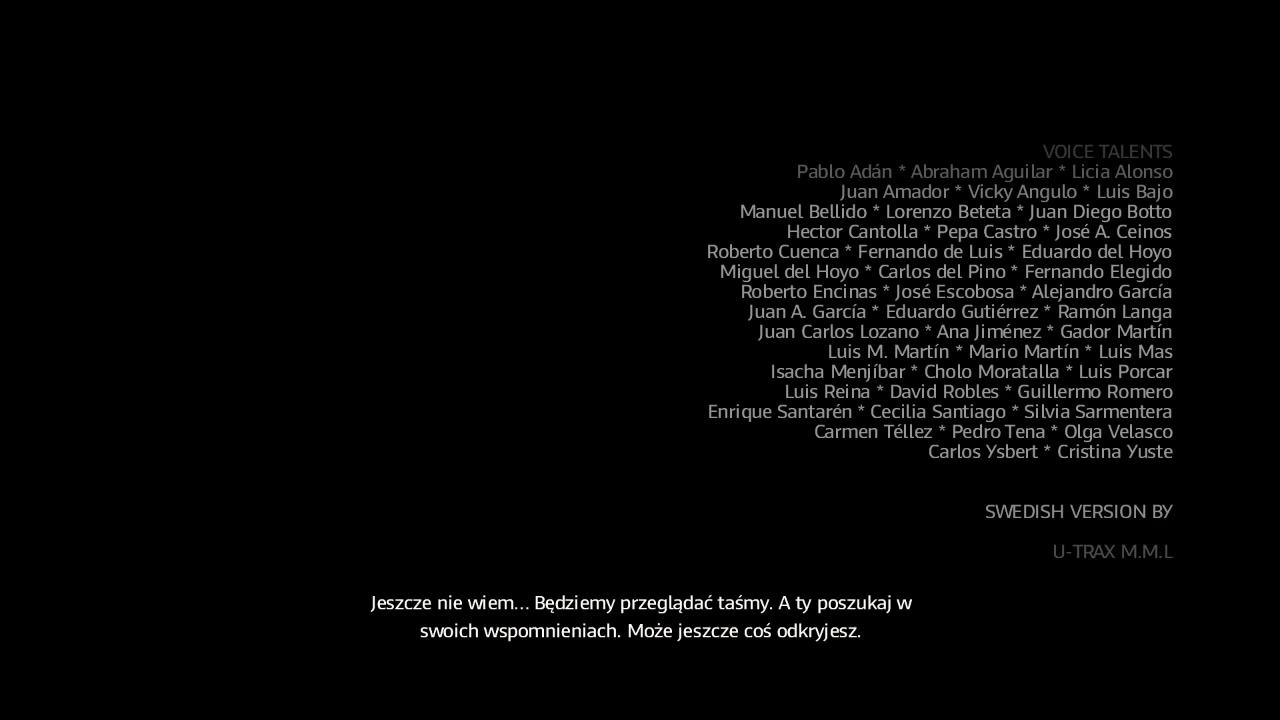 VOICE TALENTS
Pablo Adán * Abraham Aguilar * Licia Alonso
Juan Amador * Vicky Angulo * Luis Bajo
Manuel Bellido * Lorenzo Beteta * Juan Diego Botto
Hector Cantolla * Pepa Castro * José A. Ceinos
Roberto Cuenca * Fernando de Luis * Eduardo del Hoyo
Miguel del Hoyo * Carlos del Pino * Fernando Elegido
Roberto Encinas * José Escobosa * Alejandro García
Juan A. García * Eduardo Gutiérrez * Ramón Langa
Juan Carlos Lozano * Ana Jiménez * Gador Martín
Luis M. Martín * Mario Martín * Luis Mas
Isacha Menjíbar * Cholo Moratalla * Luis Porcar
Luis Reina * David Robles * Guillermo Romero
Enrique Santarén * Cecilia Santiago * Silvia Sarmentera
Carmen Téllez * Pedro Tena * Olga Velasco
Carlos Ysbert * Cristina Yuste
SWEDISH VERSION BY
U-TRAX M.M.L
Jeszcze nie wiem... Będziemy przeglądać taśmy. A ty poszukaj w
swoich wspomnieniach. Może jeszcze coś odkryjesz.